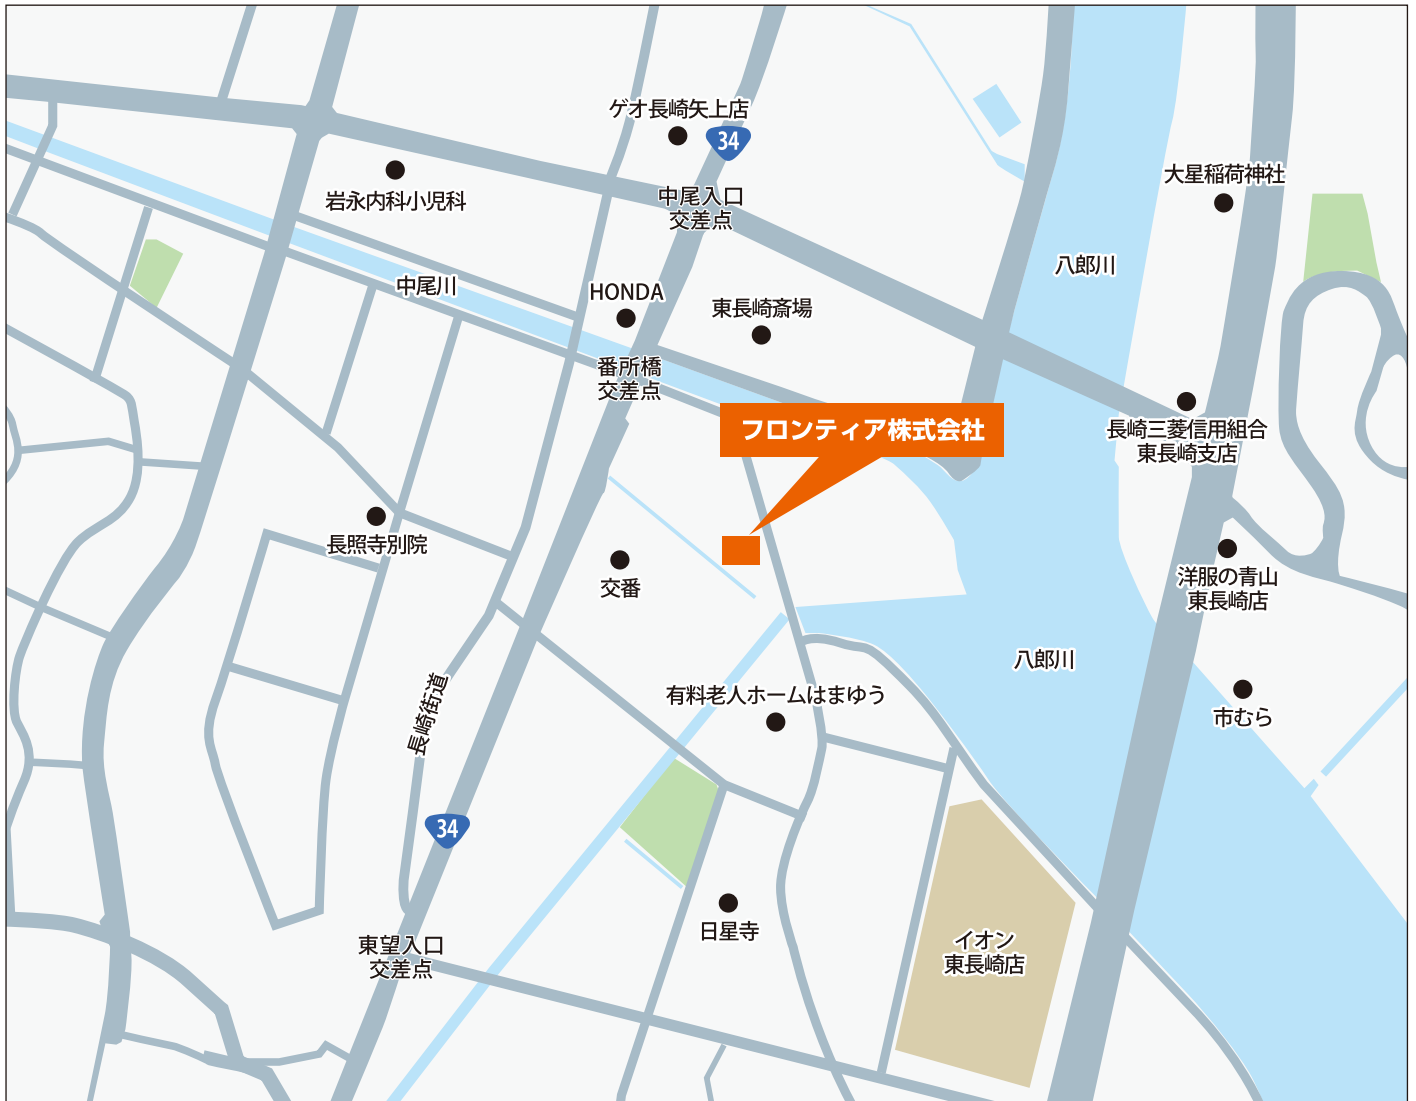 ゲオ長崎矢上店
34
大星稲荷神社
岩永内科小児科
中尾入口
交差点
八郎川
中尾川
HONDA
東長崎斎場
番所橋
交差点
フロンティア株式会社
長崎三菱信用組合
東長崎支店
長照寺別院
交番
洋服の青山
東長崎店
八郎川
有料老人ホームはまゆう
長崎街道
市むら
34
日星寺
東望入口
交差点
イオン
東長崎店